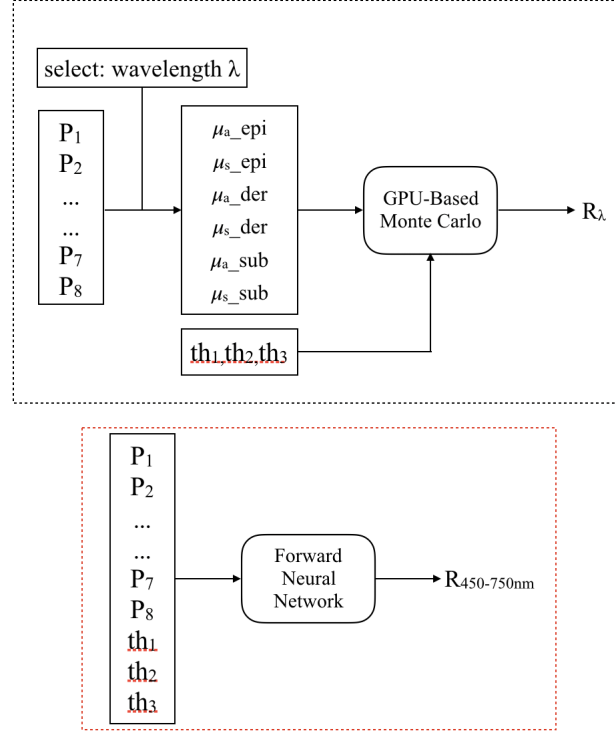 select: wavelength λ
P₁
P₂
...
...
P₇
P₈
μₐ_epi
μₛ_epi
μₐ_der
μₛ_der
μₐ_sub
μₛ_sub
th₁,th₂,th₃
GPU-Based
Monte Carlo
R_λ
P₁
P₂
...
...
P₇
P₈
th₁
th₂
th₃
Forward
Neural
Network
R₄₅₀₋₇₅₀nm